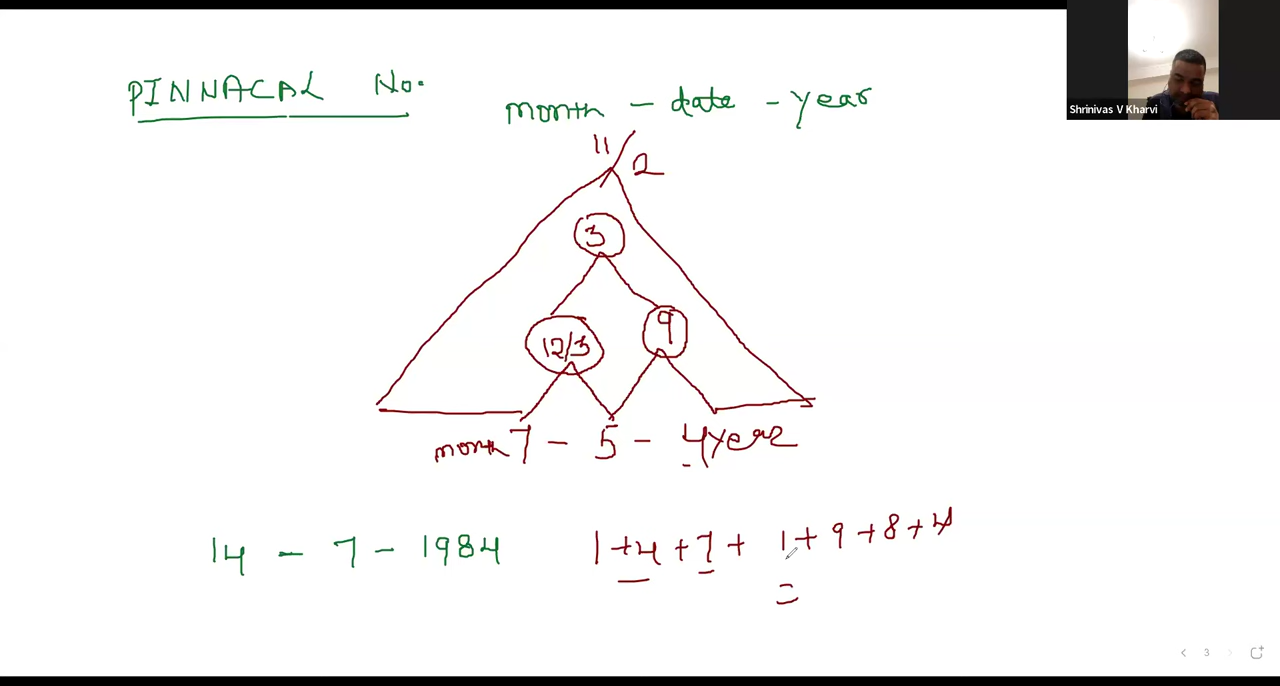 PINNACAL No.
month - date - year
Shrinivas V Kharvi
11/2
3
12/3 9
month 7 - 5 - 4 year
14 - 7 - 1984 1+4+7+ 1+9+8+4
=
3